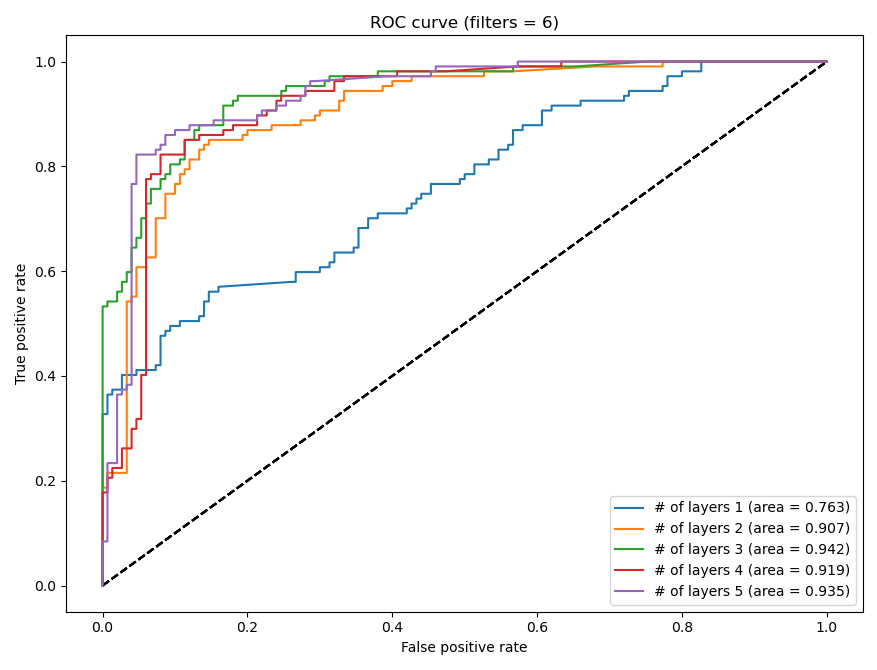 ROC curve (filters = 6)
True positive rate
1.0
0.8
0.6
0.4
0.2
0.0
# of layers 1 (area = 0.763)
# of layers 2 (area = 0.907)
# of layers 3 (area = 0.942)
# of layers 4 (area = 0.919)
# of layers 5 (area = 0.935)
0.0 0.2 0.4 0.6 0.8 1.0
False positive rate